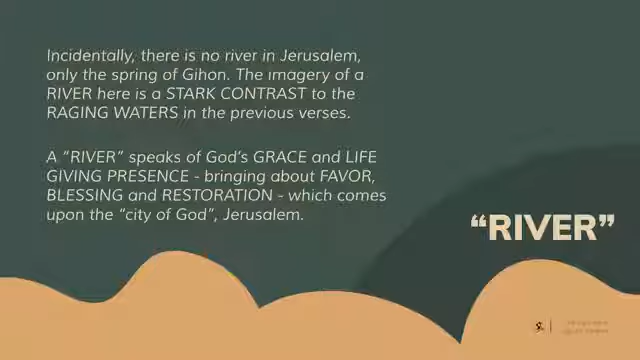 Incidentally, there is no river in Jerusalem,
only the spring of Gihon. The imagery of a
RIVER here is a STARK CONTRAST to the
RAGING WATERS in the previous verses.
A “RIVER” speaks of God’s GRACE and LIFE
GIVING PRESENCE - bringing about FAVOR,
BLESSING and RESTORATION - which comes
upon the “city of God”, Jerusalem.
“RIVER”